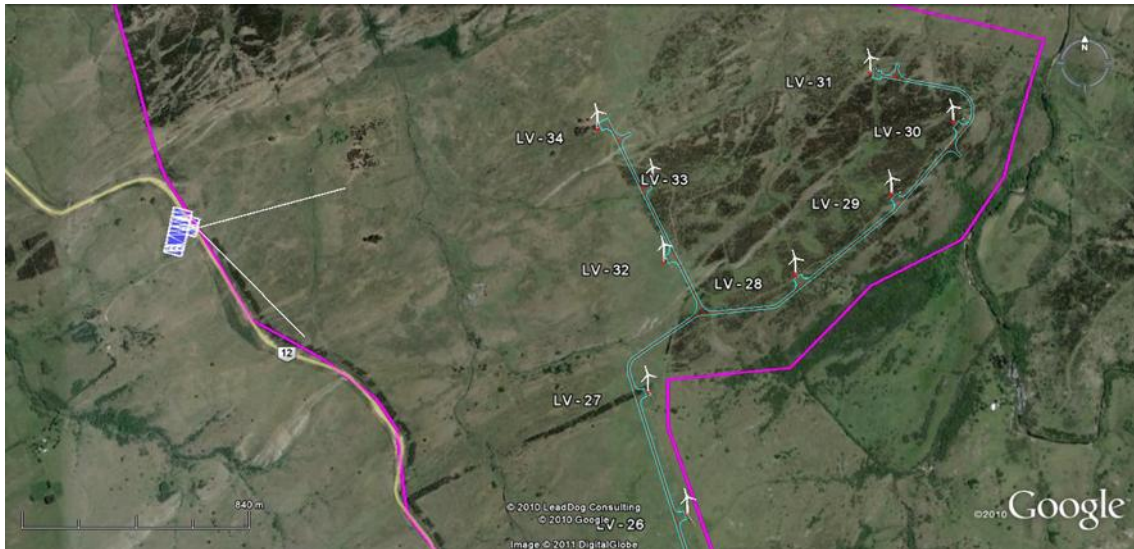 N
LV - 31
LV - 30
LV - 34
LV - 33
LV - 29
LV - 32
LV - 28
12
LV - 27
840 m
© 2010 LeadDog Consulting
© 2010 Google
LV - 26
Image © 2011 DigitalGlobe
©2010 Google